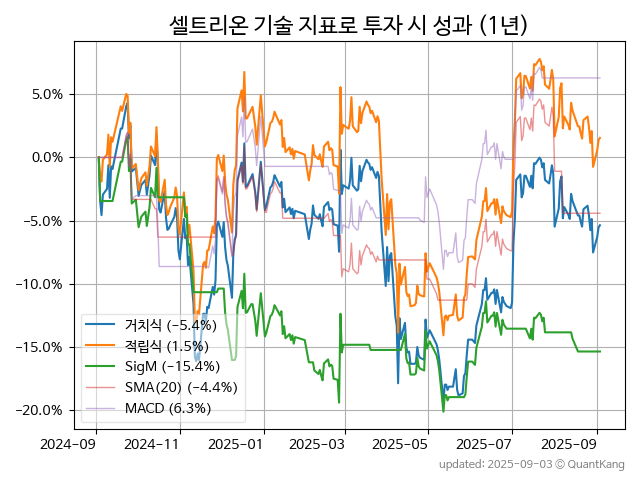 셀트리온 기술 지표로 투자 시 성과 (1년)
5.0%
0.0%
−5.0%
−10.0%
−15.0%
−20.0%
거치식 (−5.4%)
적립식 (1.5%)
SigM (−15.4%)
SMA(20) (−4.4%)
MACD (6.3%)
2024-09 2024-11 2025-01 2025-03 2025-05 2025-07 2025-09
updated: 2025-09-03 © QuantKang